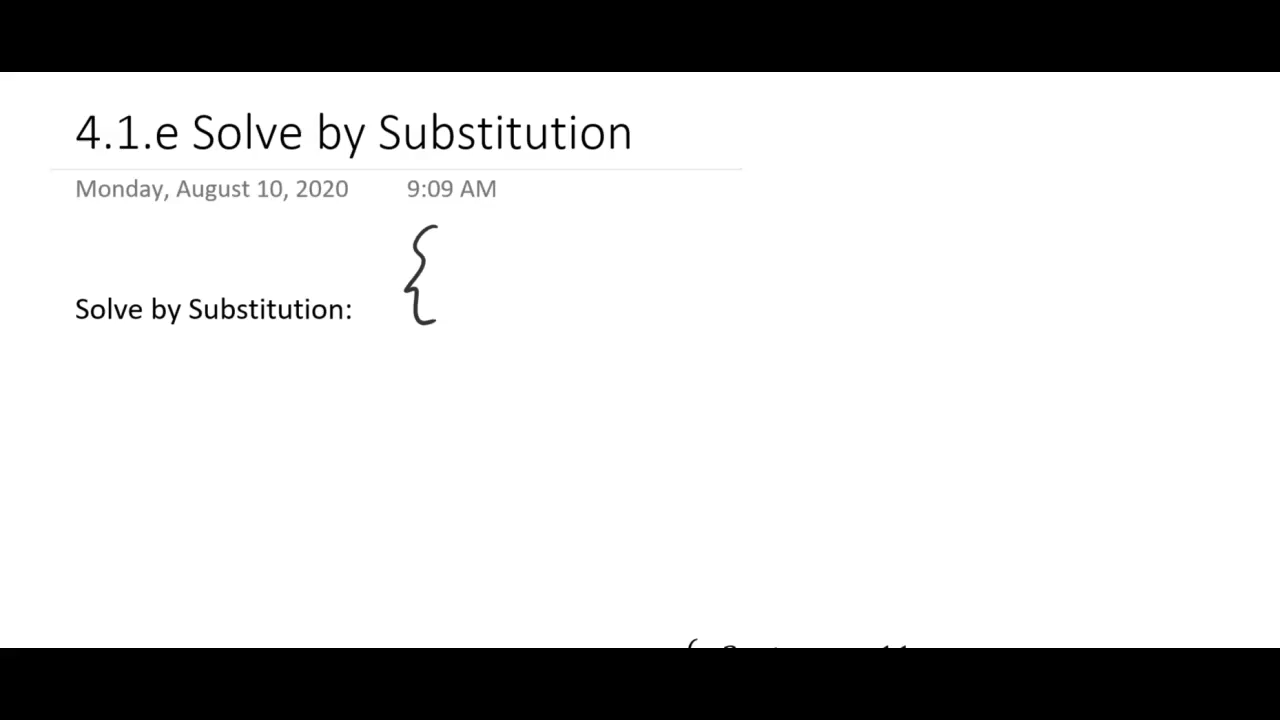 4.1.e Solve by Substitution
Monday, August 10, 2020 9:09 AM
Solve by Substitution: {